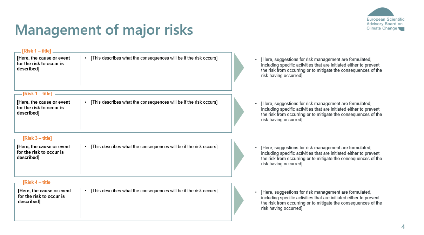 European Scientific
Advisory Board on
Climate Change
Management of major risks
[Risk I – title]
[Here, the cause or event
for the risk to occur is
described]
• [This describes what the consequences will be if the risk occurs]
• [Here, suggestions for risk management are formulated,
including specific activities that are initiated either to prevent
the risk from occurring or to mitigate the consequences of the
risk having occurred]
[Risk 1 – title]
[Here, the cause or event
for the risk to occur is
described]
• [This describes what the consequences will be if the risk occurs]
• [Here, suggestions for risk management are formulated,
including specific activities that are initiated either to prevent
the risk from occurring or to mitigate the consequences of the
risk having occurred]
[Risk 3 – title]
[Here, the cause or event
for the risk to occur is
described]
• [This describes what the consequences will be if the risk occurs]
• [Here, suggestions for risk management are formulated,
including specific activities that are initiated either to prevent
the risk from occurring or to mitigate the consequences of the
risk having occurred]
[Risk 4 – title]
[Here, the cause or event
for the risk to occur is
described]
• [This describes what the consequences will be if the risk occurs]
• [Here, suggestions for risk management are formulated,
including specific activities that are initiated either to prevent
the risk from occurring or to mitigate the consequences of the
risk having occurred]